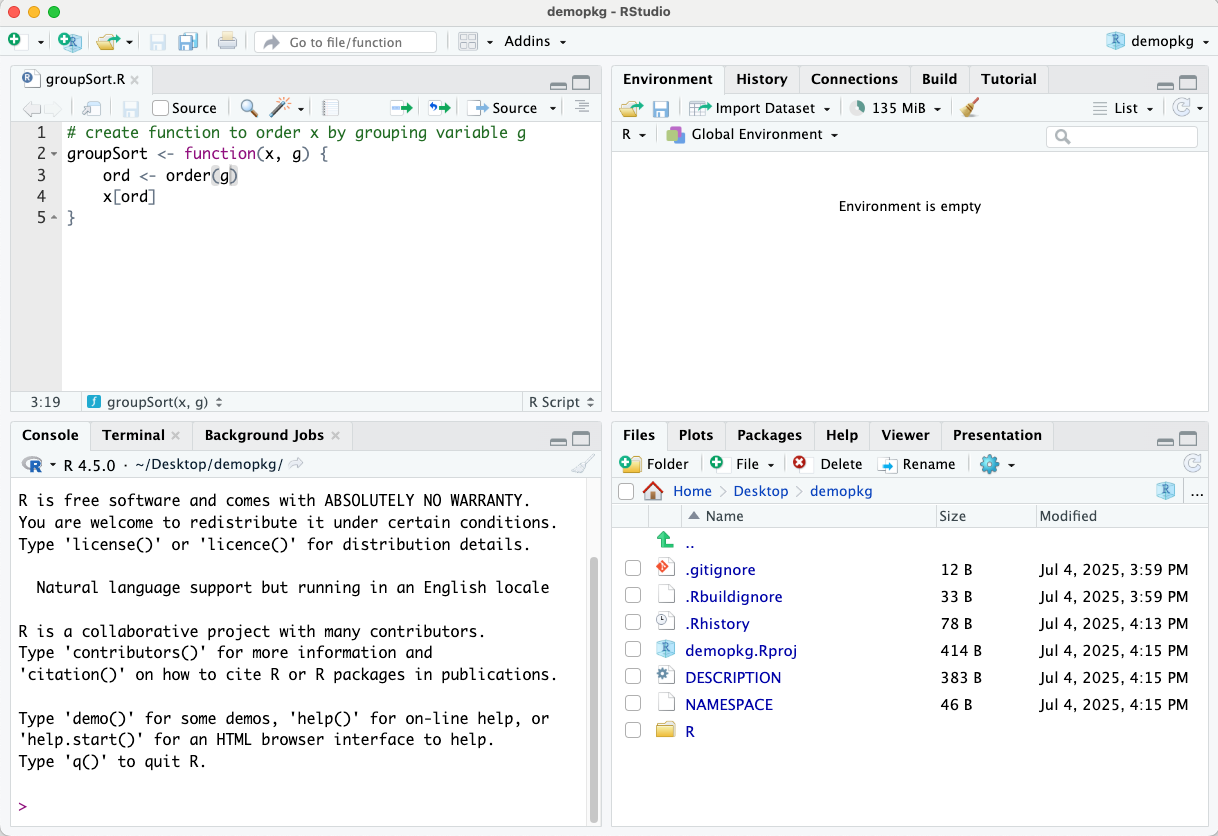 demopkg - RStudio
Go to file/function
Addins
demopkg
groupSort.R
Source
Source
1 # create function to order x by grouping variable g
2 groupSort <- function(x, g) {
3     ord <- order(g)
4     x[ord]
5 }
3:19
groupSort(x, g)
R Script
Environment History Connections Build Tutorial
Import Dataset 135 MiB List
R Global Environment
Environment is empty
Console Terminal Background Jobs
R 4.5.0 · ~/Desktop/demopkg/
R is free software and comes with ABSOLUTELY NO WARRANTY.
You are welcome to redistribute it under certain conditions.
Type 'license()' or 'licence()' for distribution details.
  Natural language support but running in an English locale
R is a collaborative project with many contributors.
Type 'contributors()' for more information and
'citation()' on how to cite R or R packages in publications.
Type 'demo()' for some demos, 'help()' for on-line help, or
'help.start()' for an HTML browser interface to help.
Type 'q()' to quit R.
>
Files Plots Packages Help Viewer Presentation
Folder File Delete Rename
Home Desktop demopkg ...
Name Size Modified
..
.gitignore 12 B Jul 4, 2025, 3:59 PM
.Rbuildignore 33 B Jul 4, 2025, 3:59 PM
.Rhistory 78 B Jul 4, 2025, 4:13 PM
demopkg.Rproj 414 B Jul 4, 2025, 4:15 PM
DESCRIPTION 383 B Jul 4, 2025, 4:15 PM
NAMESPACE 46 B Jul 4, 2025, 4:15 PM
R